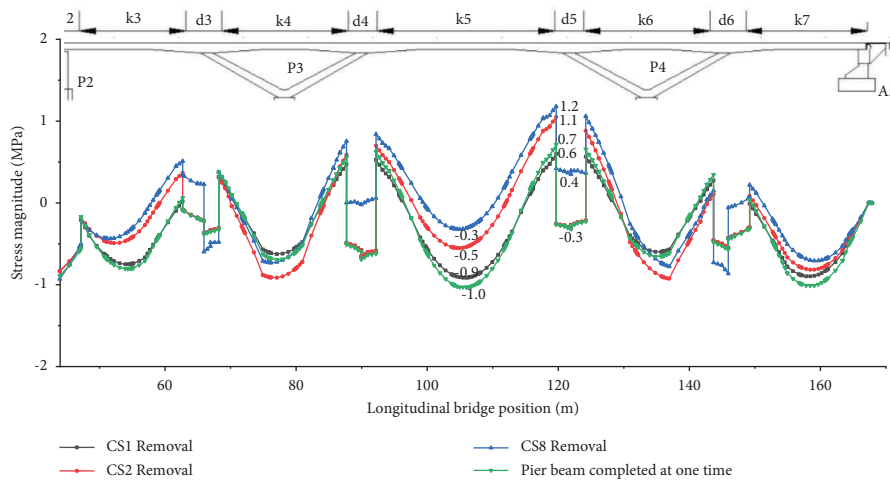 2 k3 d3 k4 d4 k5 d5 k6 d6 k7
P2 P3 P4
2
1
0
-1
-2
Stress magnitude (MPa)
1.2
1.1
0.7
0.6
0.4
-0.3
-0.3
-0.5
-0.9
-1.0
60 80 100 120 140 160
Longitudinal bridge position (m)
CS1 Removal
CS2 Removal
CS8 Removal
Pier beam completed at one time